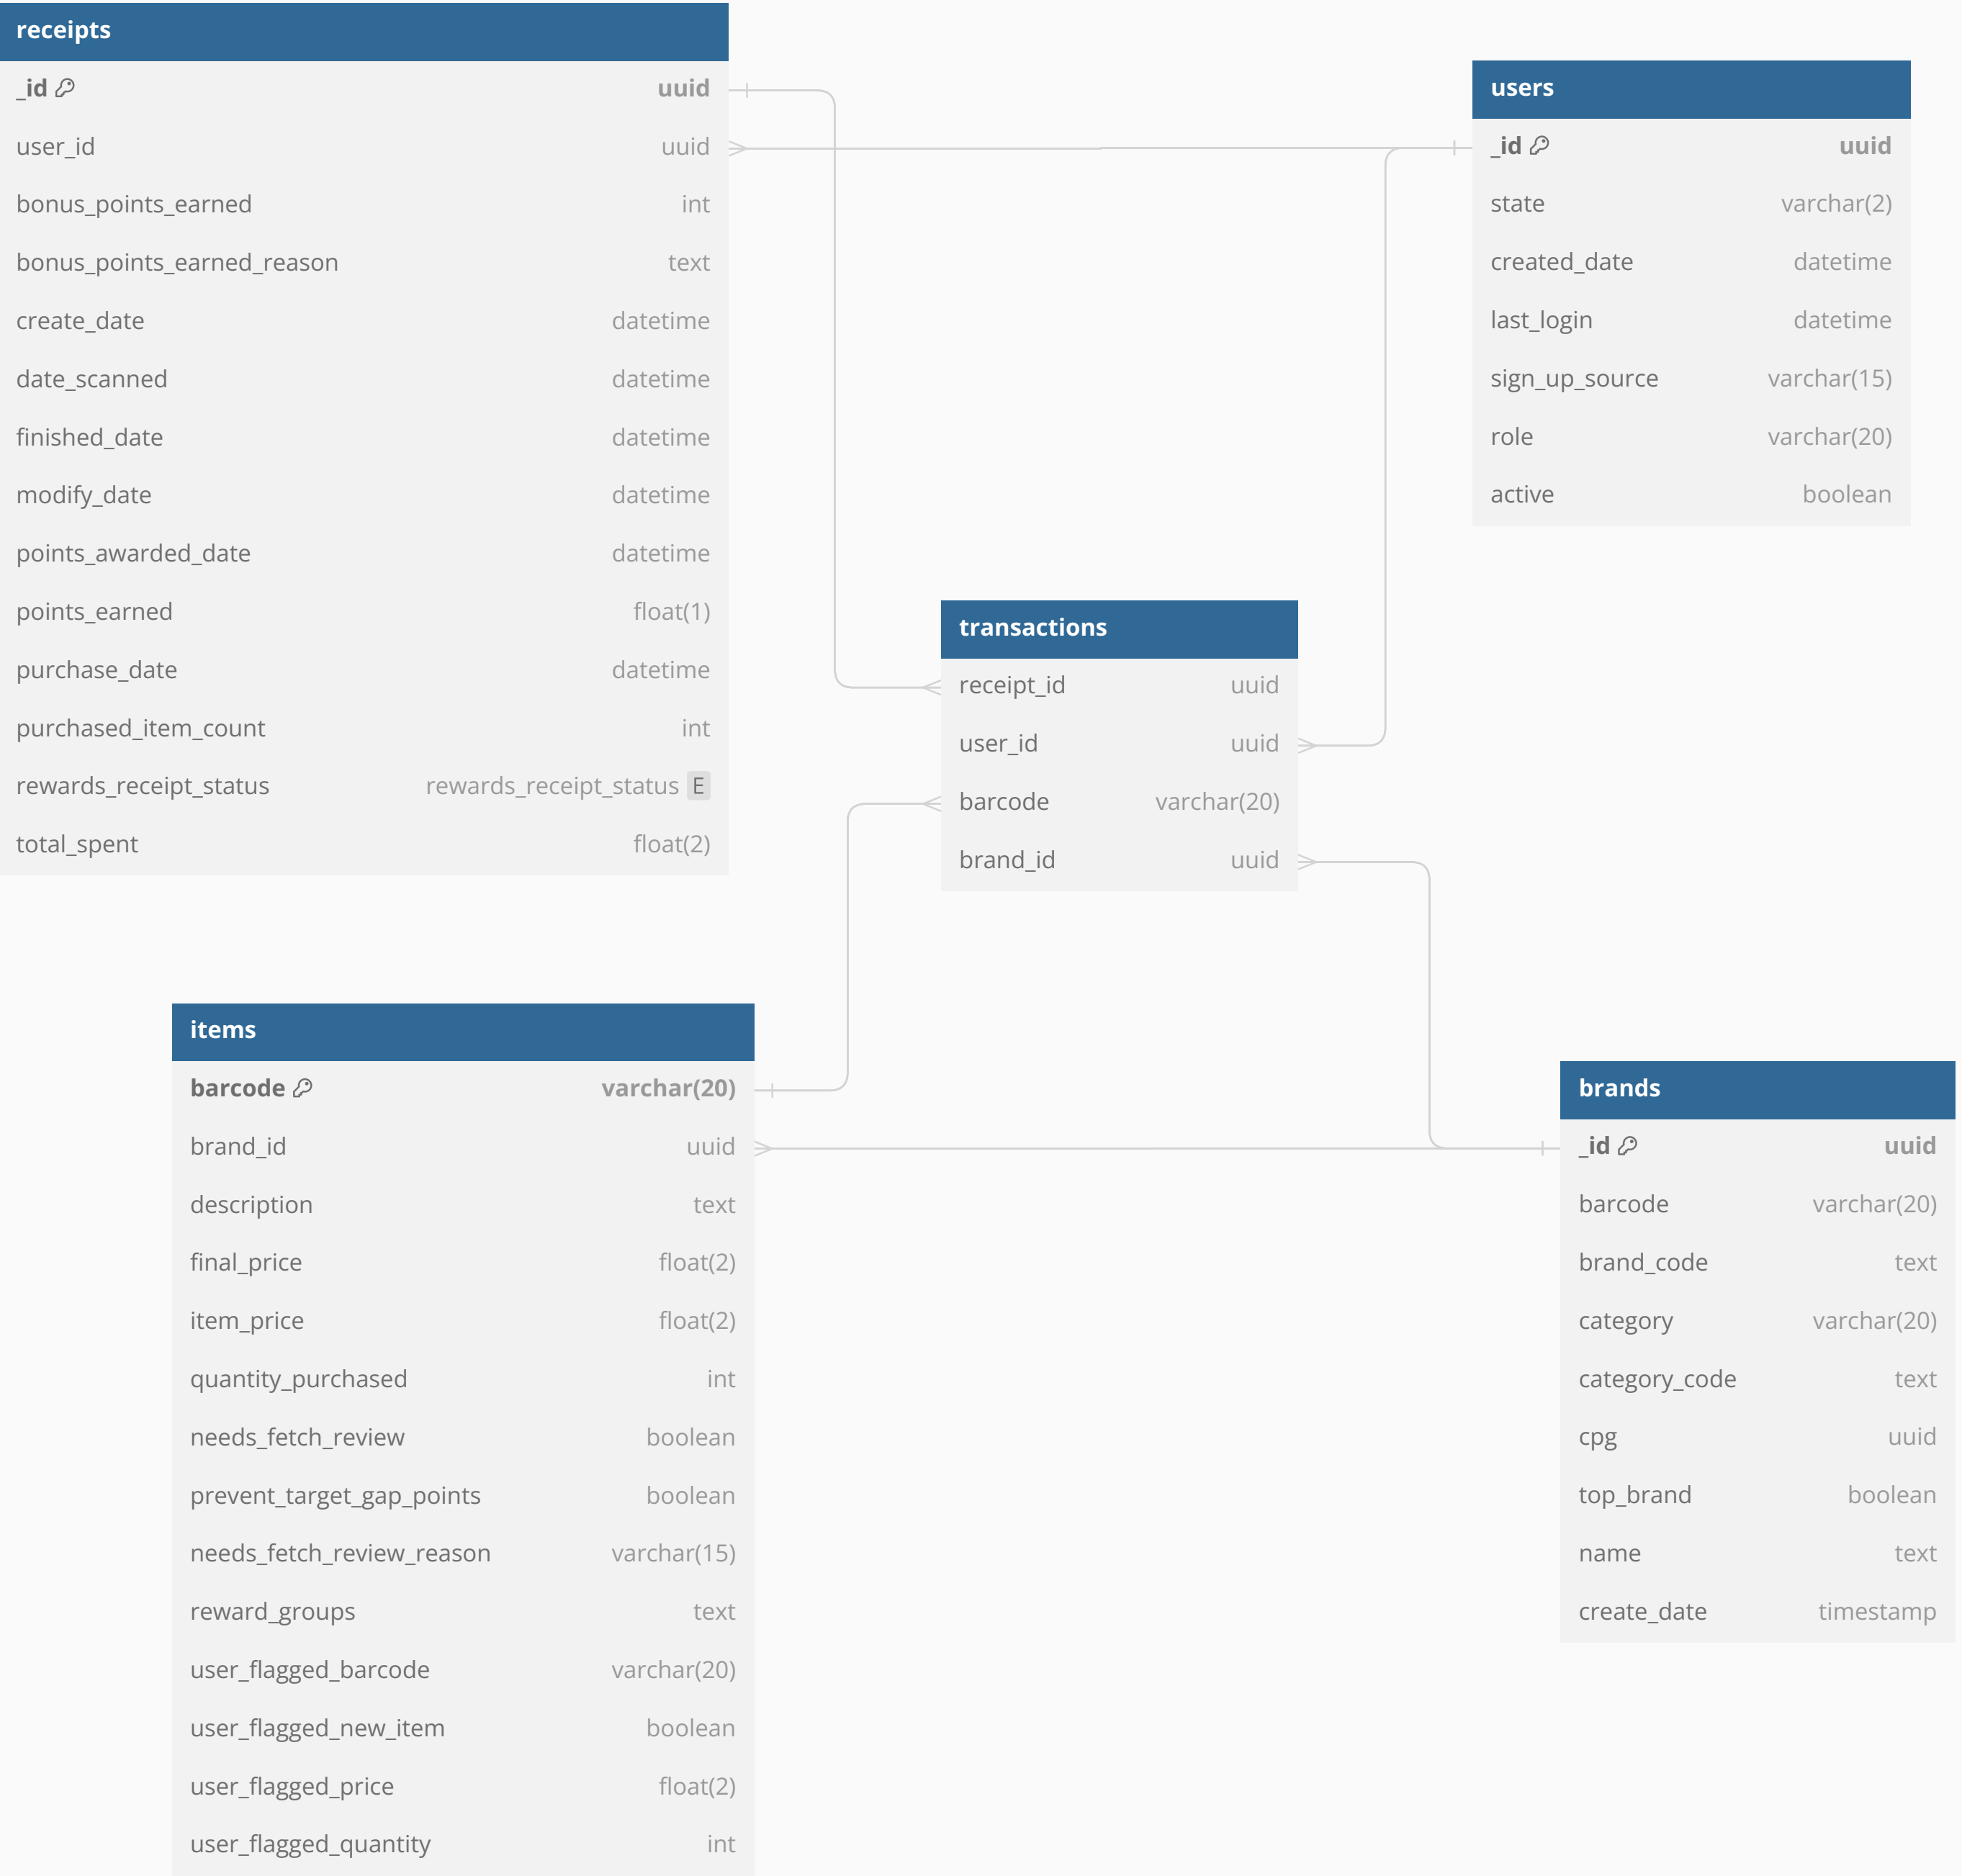 receipts
_id uuid
user_id uuid
bonus_points_earned int
bonus_points_earned_reason text
create_date datetime
date_scanned datetime
finished_date datetime
modify_date datetime
points_awarded_date datetime
points_earned float(1)
purchase_date datetime
purchased_item_count int
rewards_receipt_status rewards_receipt_status E
total_spent float(2)
users
_id uuid
state varchar(2)
created_date datetime
last_login datetime
sign_up_source varchar(15)
role varchar(20)
active boolean
transactions
receipt_id uuid
user_id uuid
barcode varchar(20)
brand_id uuid
items
barcode varchar(20)
brand_id uuid
description text
final_price float(2)
item_price float(2)
quantity_purchased int
needs_fetch_review boolean
prevent_target_gap_points boolean
needs_fetch_review_reason varchar(15)
reward_groups text
user_flagged_barcode varchar(20)
user_flagged_new_item boolean
user_flagged_price float(2)
user_flagged_quantity int
brands
_id uuid
barcode varchar(20)
brand_code text
category varchar(20)
category_code text
cpg uuid
top_brand boolean
name text
create_date timestamp